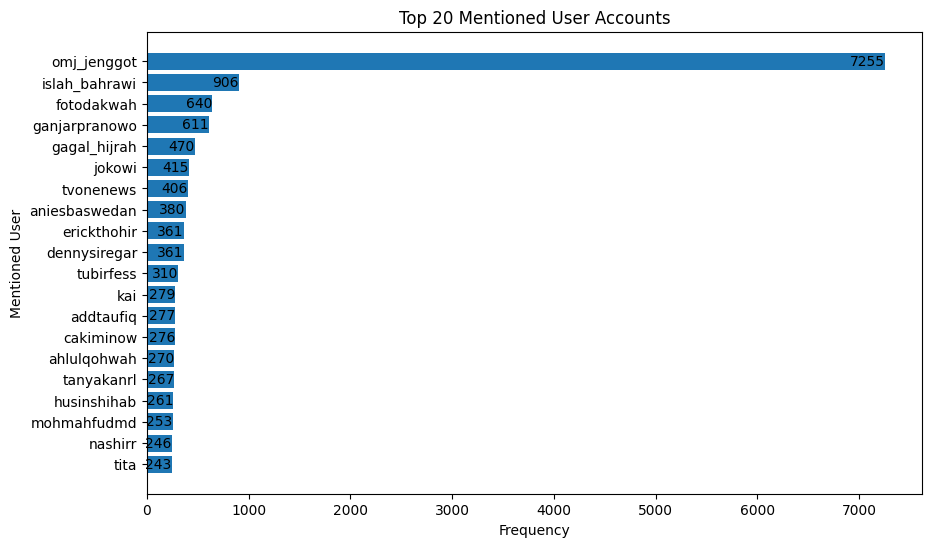 Top 20 Mentioned User Accounts
Mentioned User
omj_jenggot 7255
islah_bahrawi 906
fotodakwah 640
ganjarpranowo 611
gagal_hijrah 470
jokowi 415
tvonenews 406
aniesbaswedan 380
erickthohir 361
dennysiregar 361
tubirfess 310
kai 279
addtaufiq 277
cakiminow 276
ahlulqohwah 270
tanyakanrl 267
husinshihab 261
mohmahfudmd 253
nashirr 246
tita 243
0 1000 2000 3000 4000 5000 6000 7000
Frequency